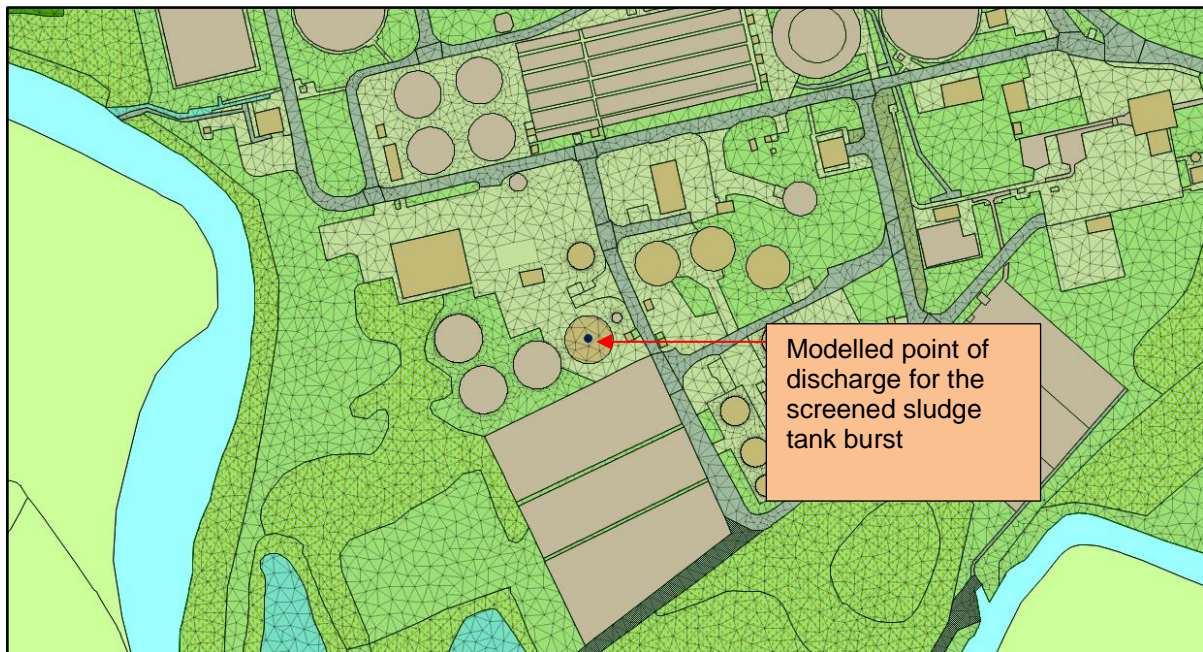 Modelled point of
discharge for the
screened sludge
tank burst